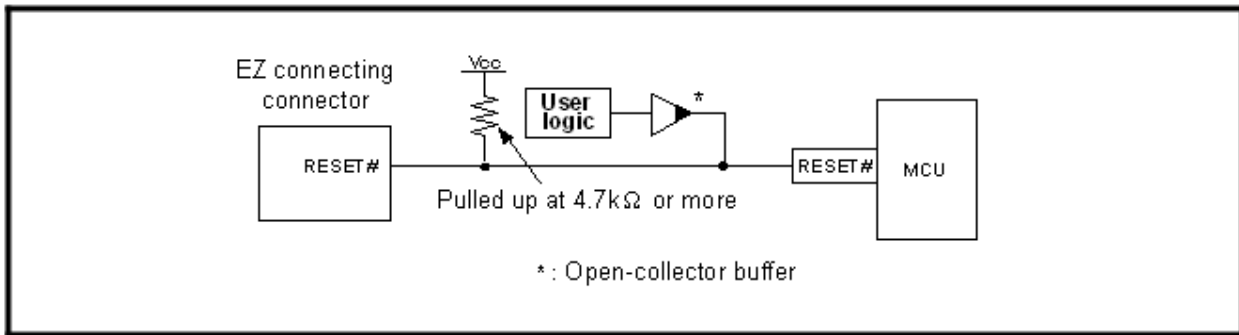 EZ connecting
connector
Vcc
User
logic
*
RESET#
RESET#
MCU
Pulled up at 4.7kΩ or more
* : Open-collector buffer